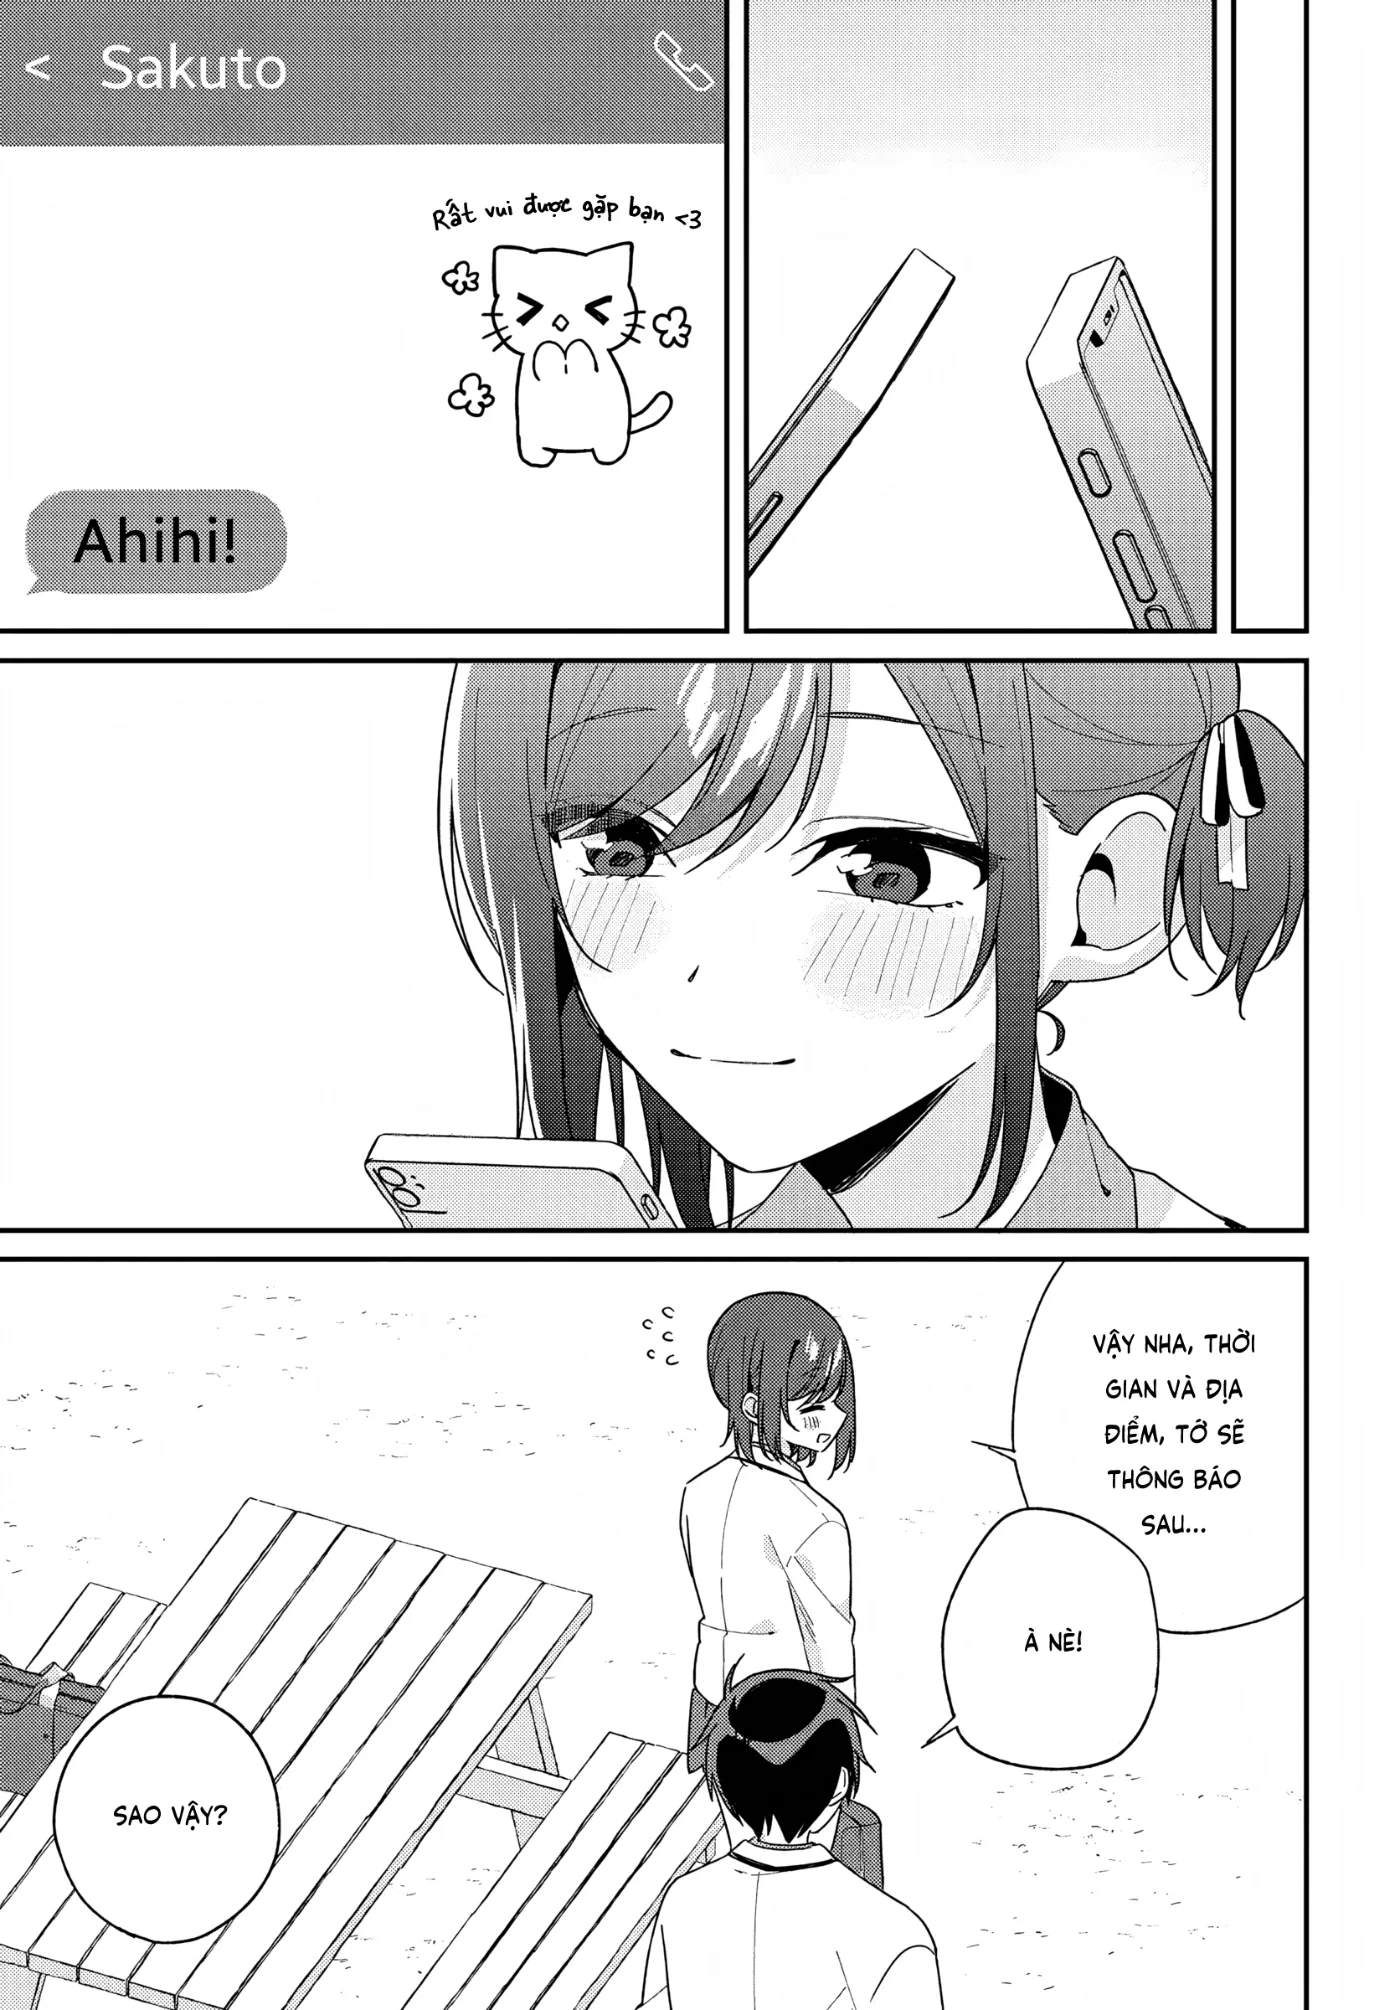 < Sakuto
Rất vui được gặp bạn <3
Ahihi!
VẬY NHA, THỜI
GIAN VÀ ĐỊA
ĐIỂM, TỚ SẼ
THÔNG BÁO
SAU...
À NÈ!
SAO VẬY?